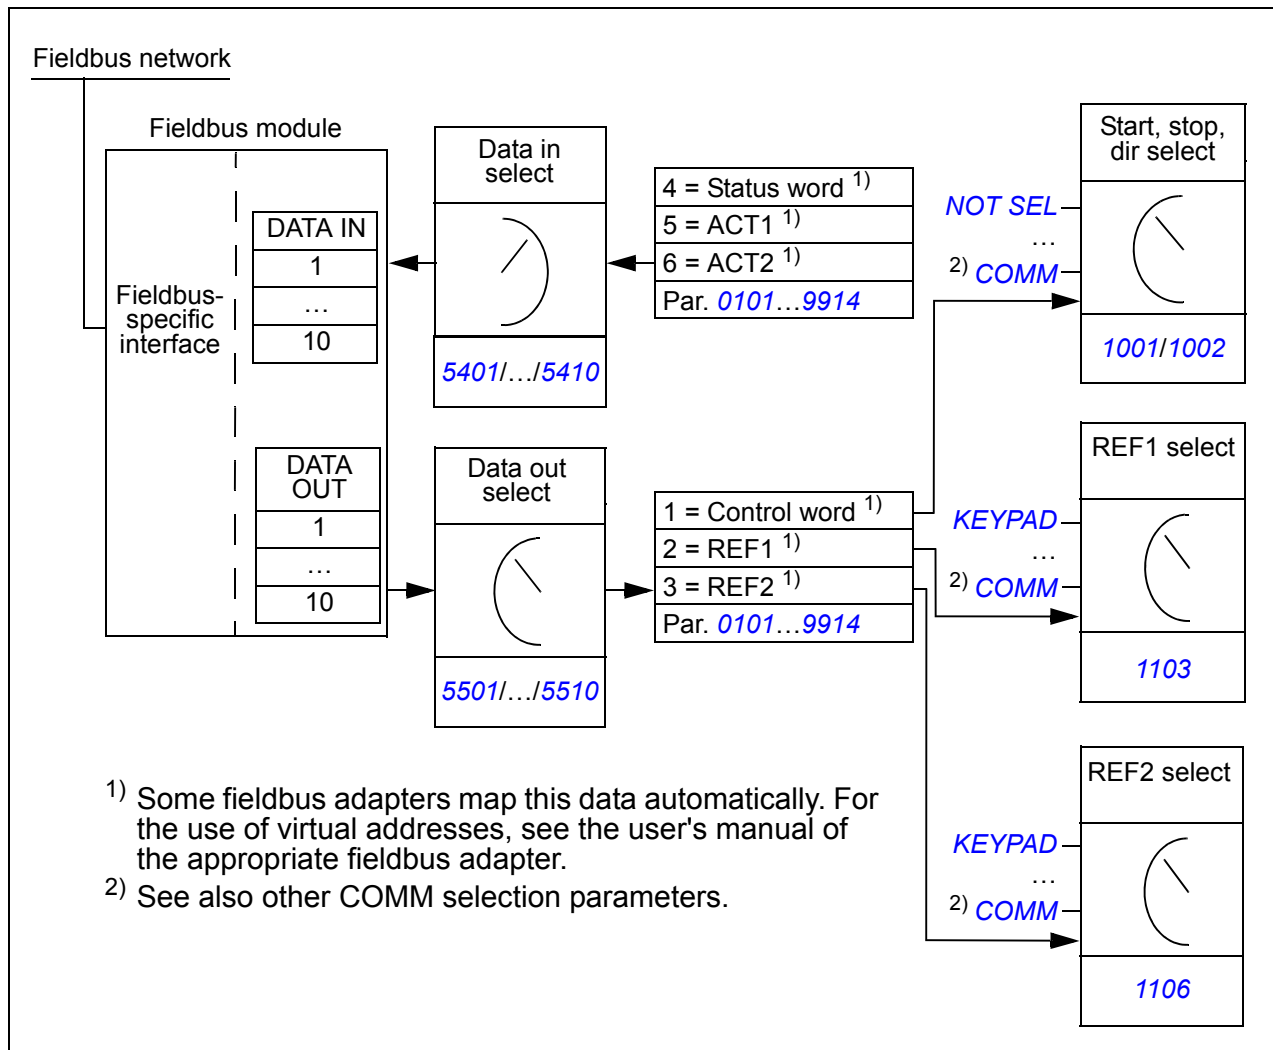 Fieldbus network
Fieldbus module
Fieldbus-
specific
interface
DATA IN
1
…
10
DATA
OUT
1
…
10
Data in
select
5401/…/5410
4 = Status word 1)
5 = ACT1 1)
6 = ACT2 1)
Par. 0101…9914
Data out
select
5501/…/5510
1 = Control word 1)
2 = REF1 1)
3 = REF2 1)
Par. 0101…9914
Start, stop,
dir select
NOT SEL
…
2) COMM
1001/1002
REF1 select
KEYPAD
…
2) COMM
1103
REF2 select
KEYPAD
…
2) COMM
1106
1) Some fieldbus adapters map this data automatically. For
the use of virtual addresses, see the user's manual of
the appropriate fieldbus adapter.
2) See also other COMM selection parameters.